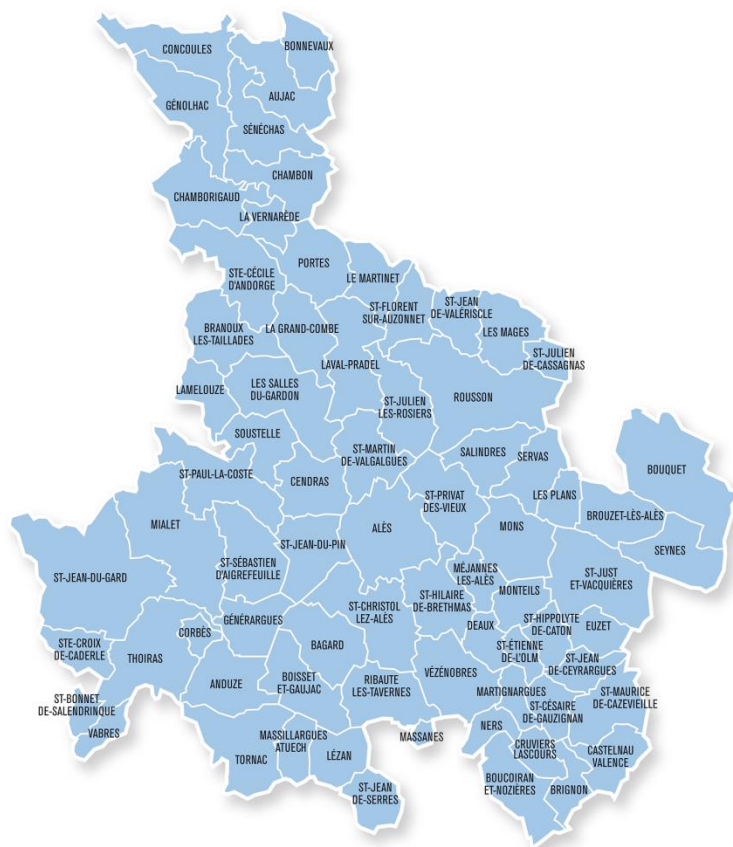 BONNEVAUX
CONCOULES
AUJAC
GÉNOLHAC
SÉNÉCHAS
CHAMBON
CHAMBORIGAUD
LA VERNARÈDE
PORTES
STE-CÉCILE
D'ANDORGE
LE MARTINET
ST-FLORENT
SUR-AUZONNET
ST-JEAN
DE-VALÉRISCLE
BRANOUX
LES-TAILLADES
LA GRAND-COMBE
LES MAGES
ST-JULIEN
DE-CASSAGNAS
LAVAL-PRADEL
LAMELOUZE
LES SALLES
DU-GARDON
ST-JULIEN
LES-ROSIERS
ROUSSON
SOUSTELLE
ST-MARTIN
DE-VALGALGUES
SALINDRES
SERVAS
ST-PAUL-LA-COSTE
CENDRAS
BOUQUET
ST-PRIVAT
DES-VIEUX
LES PLANS
BROUZET-LÈS-ALÈS
MIALET
ALÈS
MONS
ST-JEAN-DU-PIN
SEYNES
ST-JEAN-DU-GARD
ST-SÉBASTIEN
D'AIGREFEUILLE
MÉJANNES
LES-ALÈS
ST-JUST
ET-VACQUIÈRES
ST-HILAIRE
DE-BRETHMAS
MONTEILS
ST-CHRISTOL
LEZ-ALÈS
GÉNÉRARGUES
DEAUX
ST-HIPPOLYTE
DE-CATON
EUZET
CORBÈS
STE-CROIX
DE-CADERLE
THOIRAS
BAGARD
ST-ÉTIENNE
DE-L'OLM
ST-JEAN
DE-CEYRARGUES
ANDUZE
BOISSET
ET-GAUJAC
RIBAUTE
LES-TAVERNES
VÉZÉNOBRES
MARTIGNARGUES
ST-MAURICE
DE-CAZEVIEILLE
ST-BONNET
DE-SALENDRINQUE
ST-CÉSAIRE
DE-GAUZIGNAN
VABRES
MASSILLARGUES
ATUECH
MASSANES
NERS
TORNAC
LÉZAN
CRUVIERS
LASCOURS
CASTELNAU
VALENCE
BOUCOIRAN
ET-NOZIÈRES
BRIGNON
ST-JEAN
DE-SERRES